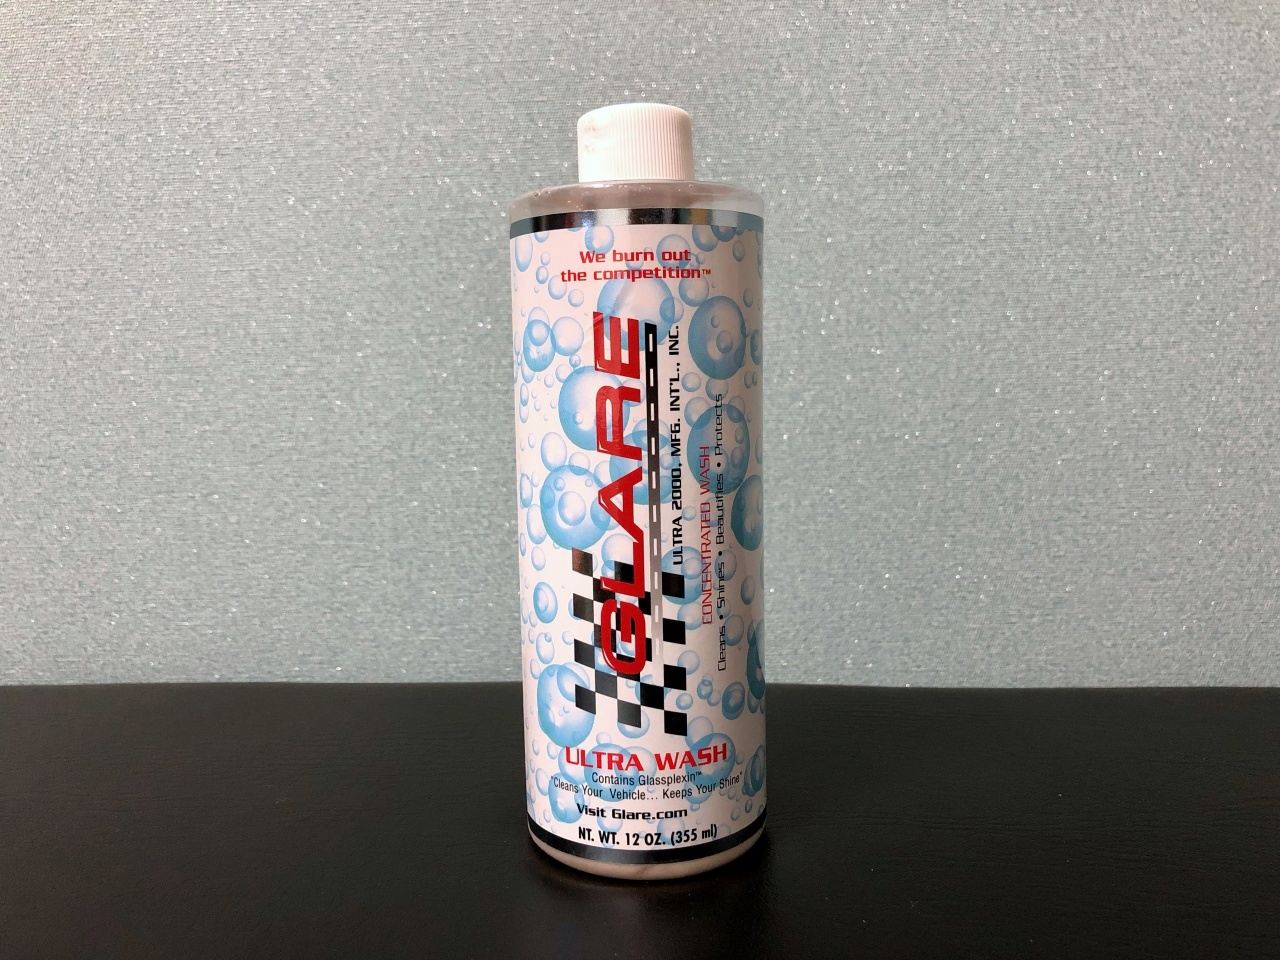 We burn out
the competition™
GLARE
ULTRA 2000, MFG. INT'L., INC.
CONCENTRATED WASH
Cleans • Shines • Beautifies • Protects
ULTRA WASH
Contains Glassplexin™
"Cleans Your Vehicle... Keeps Your Shine"
Visit Glare.com
NT. WT. 12 OZ. (355 ml)